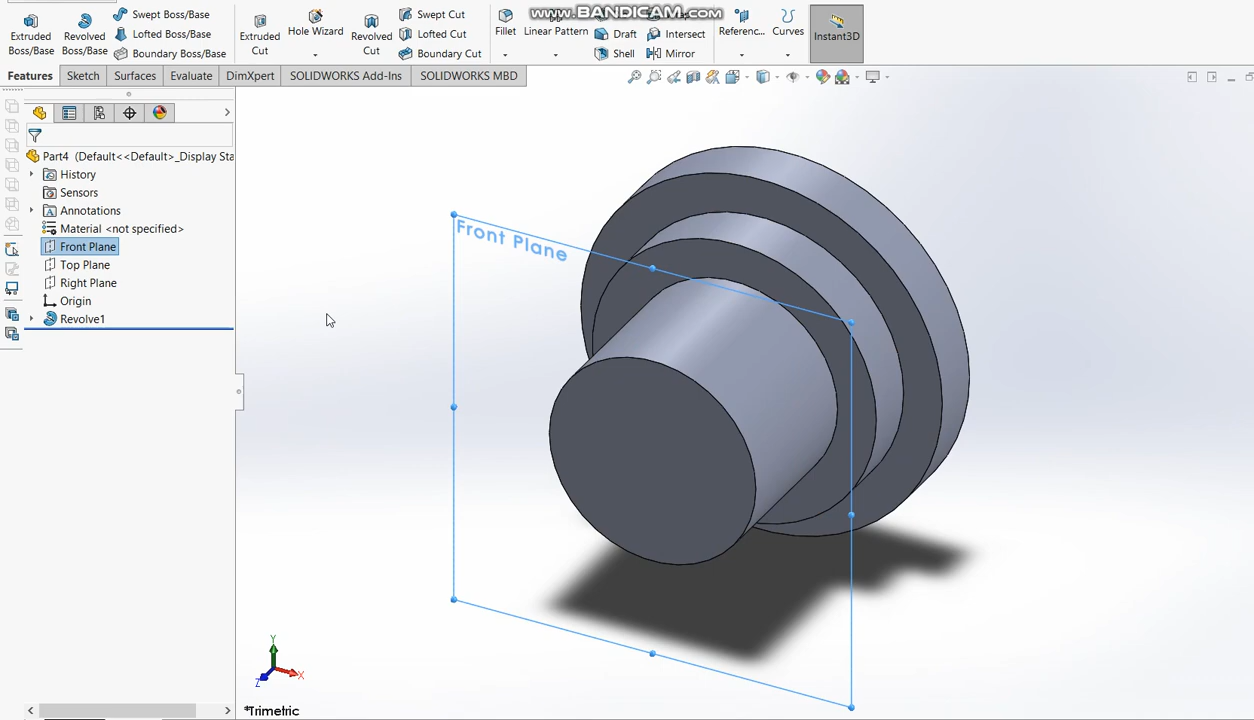 www.BANDICAM.com
Extruded Boss/Base
Revolved Boss/Base
Swept Boss/Base
Lofted Boss/Base
Boundary Boss/Base
Extruded Cut
Hole Wizard
Revolved Cut
Swept Cut
Lofted Cut
Boundary Cut
Fillet
Linear Pattern
Draft
Shell
Intersect
Mirror
Referenc...
Curves
Instant3D
Features
Sketch
Surfaces
Evaluate
DimXpert
SOLIDWORKS Add-Ins
SOLIDWORKS MBD
Part4 (Default<<Default>_Display Sta
History
Sensors
Annotations
Material <not specified>
Front Plane
Top Plane
Right Plane
Origin
Revolve1
Front Plane
Y
X
Z
*Trimetric